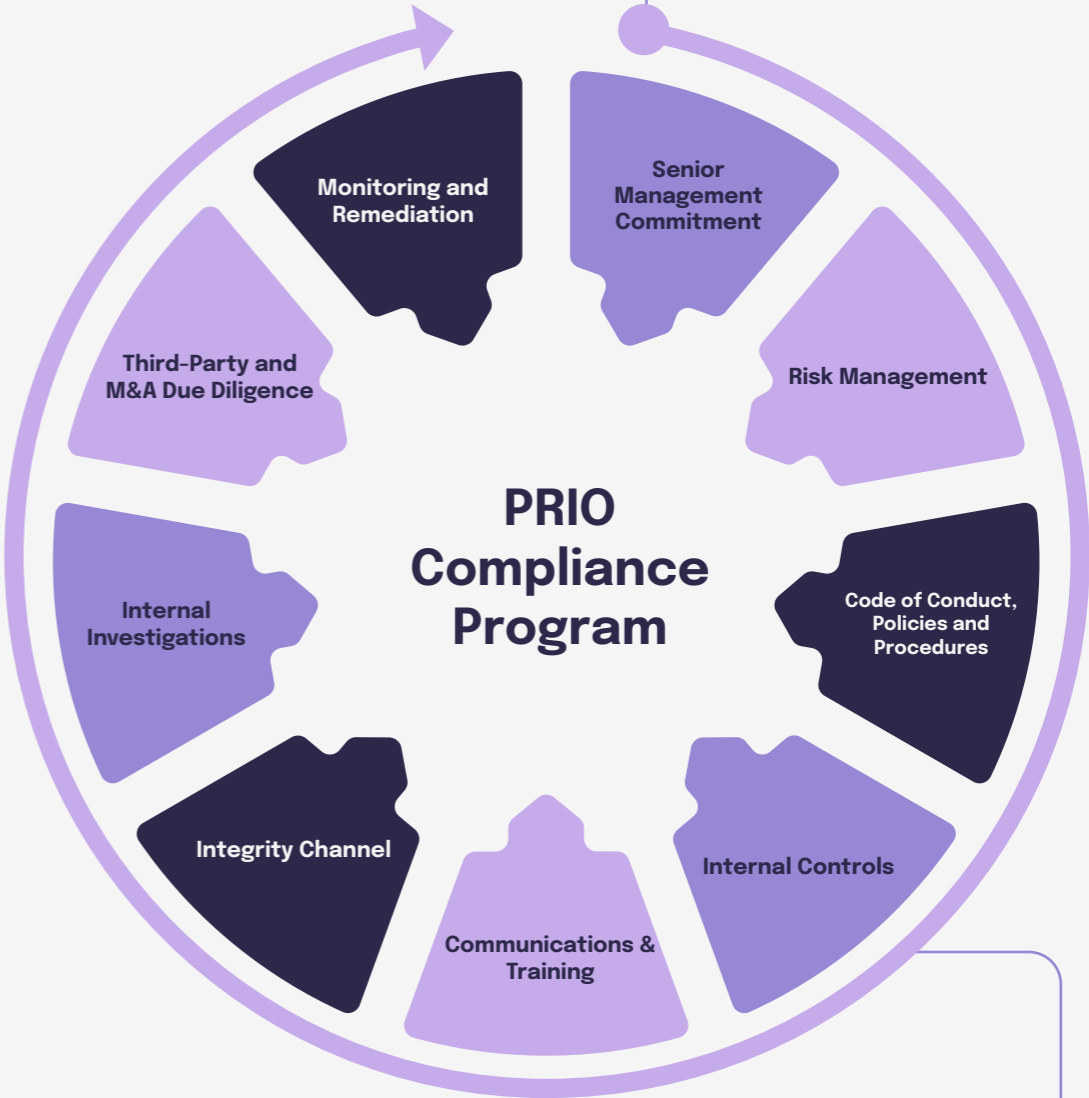 Senior
Management
Commitment
Risk Management
Code of Conduct,
Policies and
Procedures
Internal Controls
Communications &
Training
Integrity Channel
Internal
Investigations
Third-Party and
M&A Due Diligence
Monitoring and
Remediation
PRIO
Compliance
Program